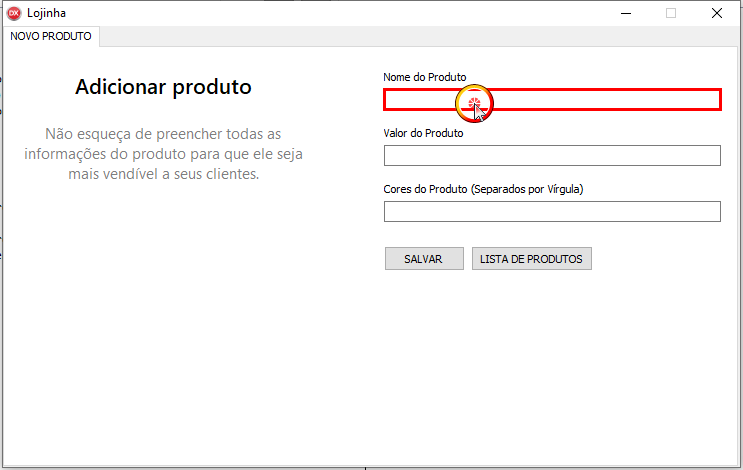 DX Lojinha
NOVO PRODUTO
Adicionar produto
Não esqueça de preencher todas as
informações do produto para que ele seja
mais vendível a seus clientes.
Nome do Produto
Valor do Produto
Cores do Produto (Separados por Vírgula)
SALVAR LISTA DE PRODUTOS